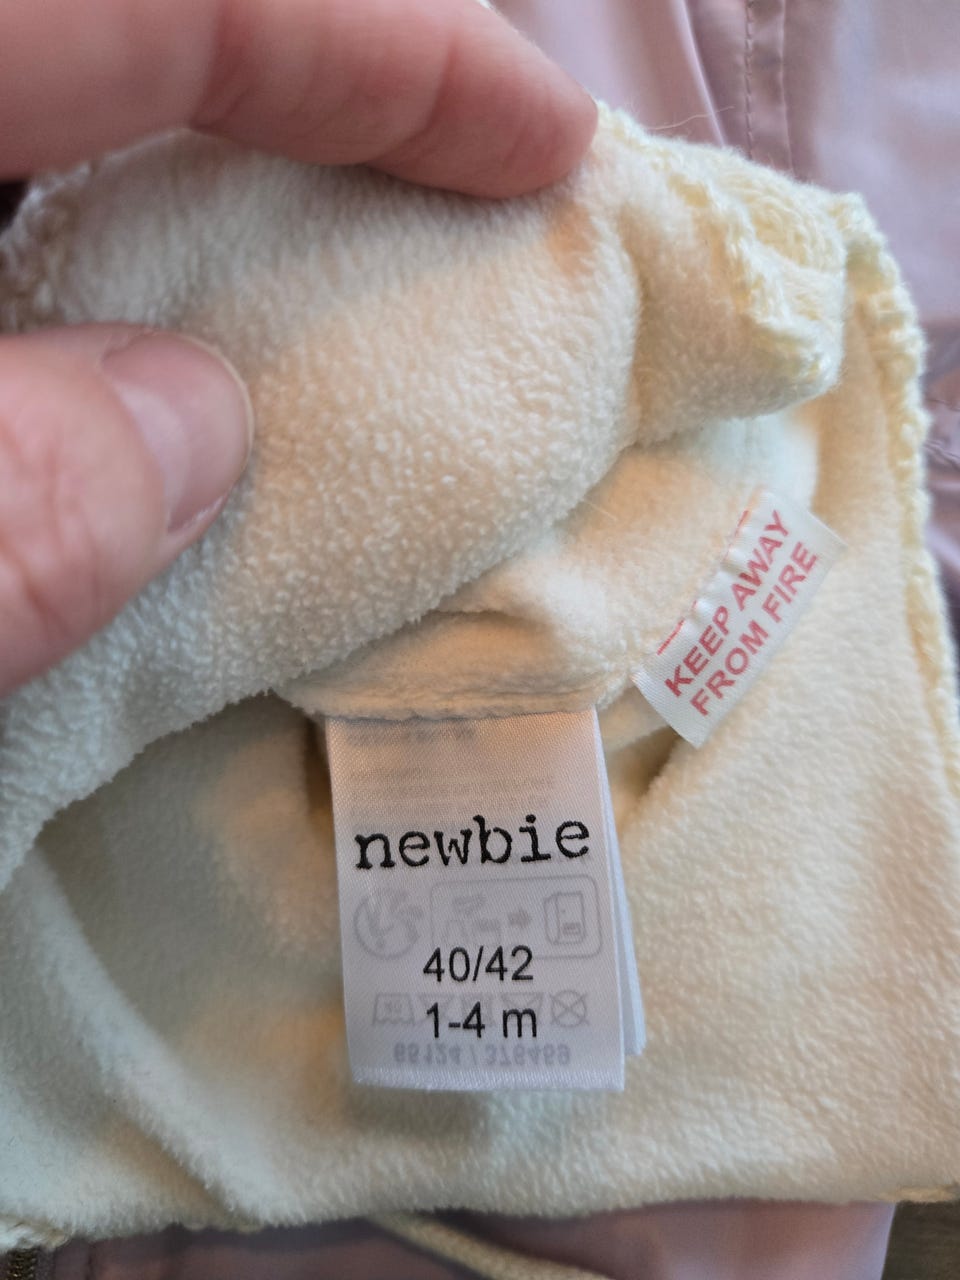 KEEP AWAY
FROM FIRE
newbie
40/42
1-4 m